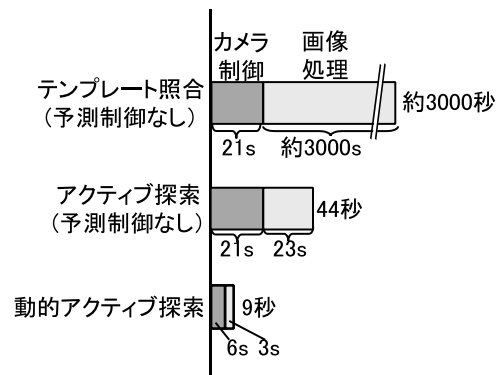 カメラ
制御
画像
処理
テンプレート照合
（予測制御なし）
約3000秒
21s
約3000s
アクティブ探索
（予測制御なし）
44秒
21s
23s
動的アクティブ探索
9秒
6s
3s